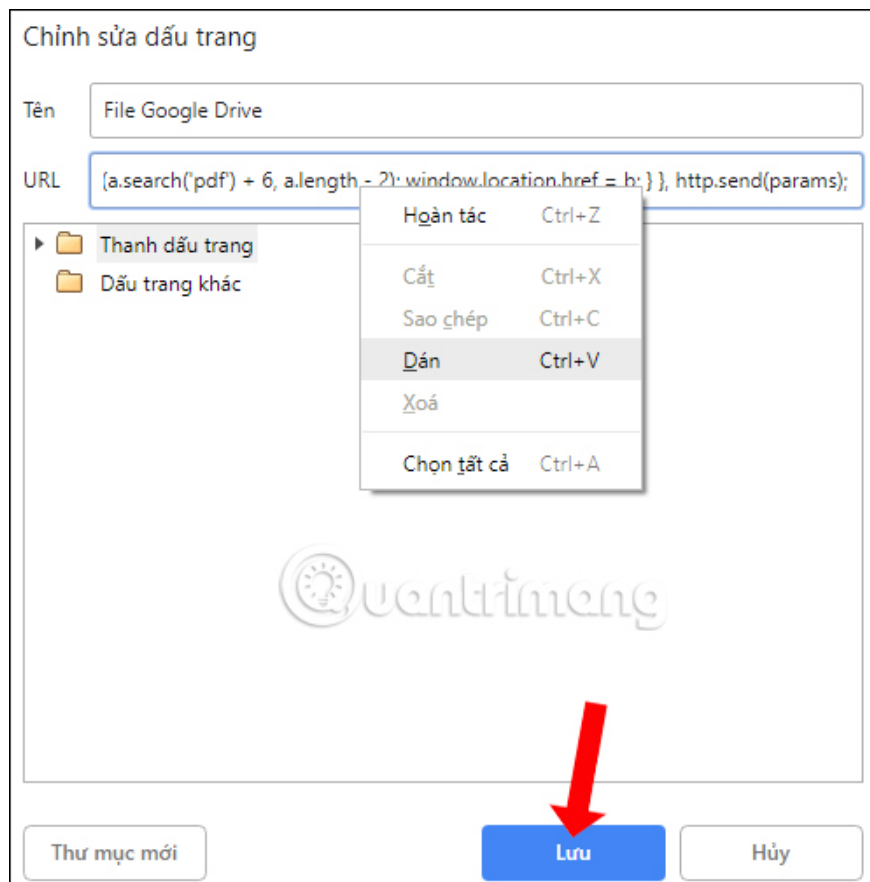 Chỉnh sửa dấu trang
Tên File Google Drive
URL (a.search('pdf') + 6, a.length - 2); window.location.href = b; } }, http.send(params);
Thanh dấu trang
Dấu trang khác
Hoàn tác Ctrl+Z
Cắt Ctrl+X
Sao chép Ctrl+C
Dán Ctrl+V
Xoá
Chọn tất cả Ctrl+A
Quantrimang
Thư mục mới Lưu Hủy